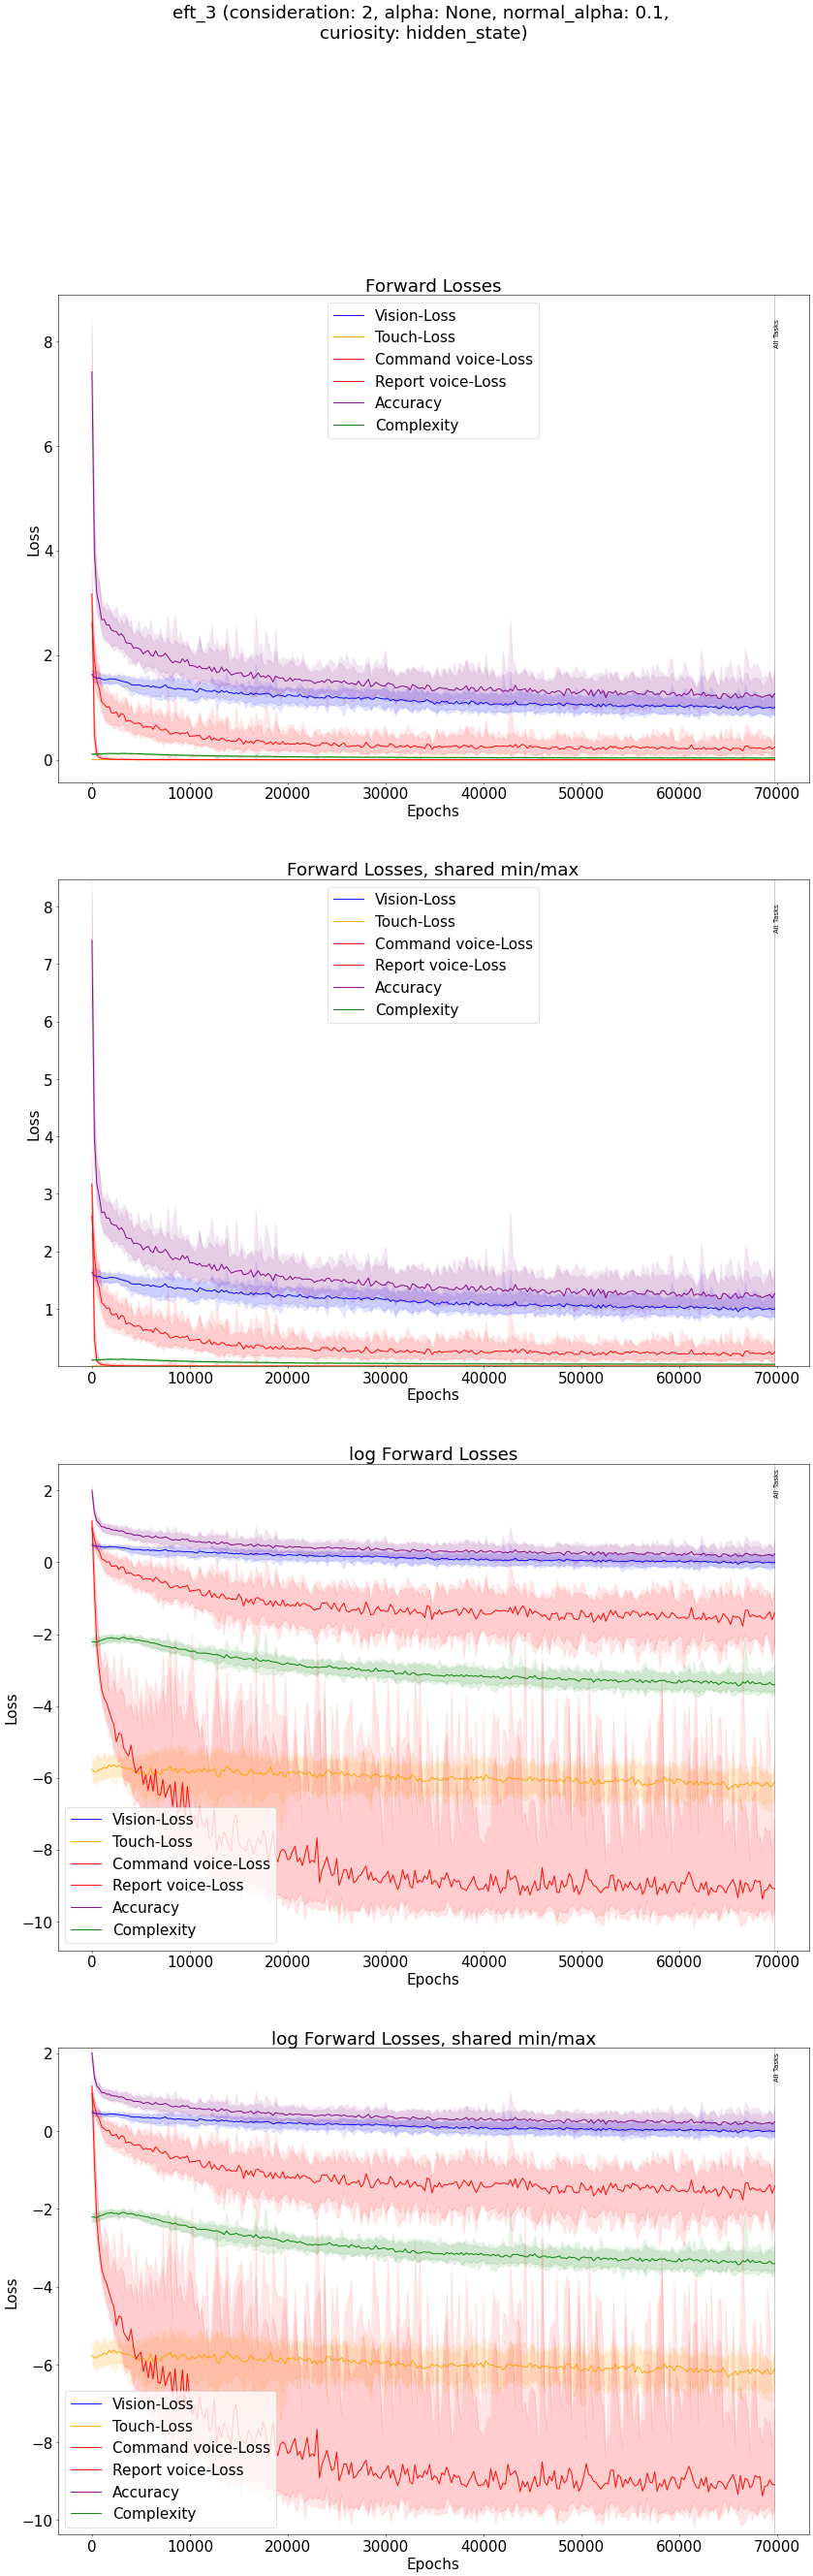 eft_3 (consideration: 2, alpha: None, normal_alpha: 0.1,
curiosity: hidden_state)
Forward Losses
Vision-Loss
Touch-Loss
Command voice-Loss
Report voice-Loss
Accuracy
Complexity
All Tasks
8
6
4
2
0
Loss
0 10000 20000 30000 40000 50000 60000 70000
Epochs
Forward Losses, shared min/max
Vision-Loss
Touch-Loss
Command voice-Loss
Report voice-Loss
Accuracy
Complexity
All Tasks
8
7
6
5
4
3
2
1
Loss
0 10000 20000 30000 40000 50000 60000 70000
Epochs
log Forward Losses
All Tasks
2
0
−2
−4
−6
−8
−10
Loss
Vision-Loss
Touch-Loss
Command voice-Loss
Report voice-Loss
Accuracy
Complexity
0 10000 20000 30000 40000 50000 60000 70000
Epochs
log Forward Losses, shared min/max
All Tasks
2
0
−2
−4
−6
−8
−10
Loss
Vision-Loss
Touch-Loss
Command voice-Loss
Report voice-Loss
Accuracy
Complexity
0 10000 20000 30000 40000 50000 60000 70000
Epochs